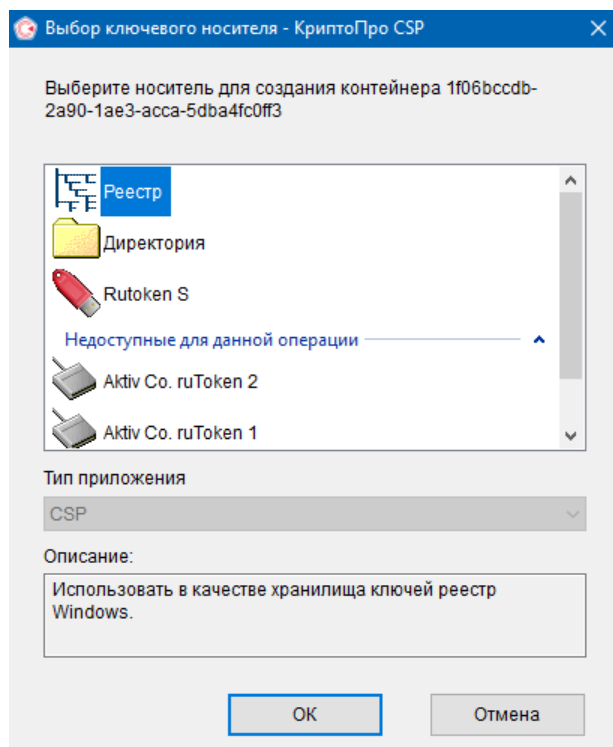 Выбор ключевого носителя - КриптоПро CSP
Выберите носитель для создания контейнера 1f06bccdb-
2a90-1ae3-acca-5dba4fc0ff3
Реестр
Директория
Rutoken S
Недоступные для данной операции
Aktiv Co. ruToken 2
Aktiv Co. ruToken 1
Тип приложения
CSP
Описание:
Использовать в качестве хранилища ключей реестр
Windows.
ОК
Отмена